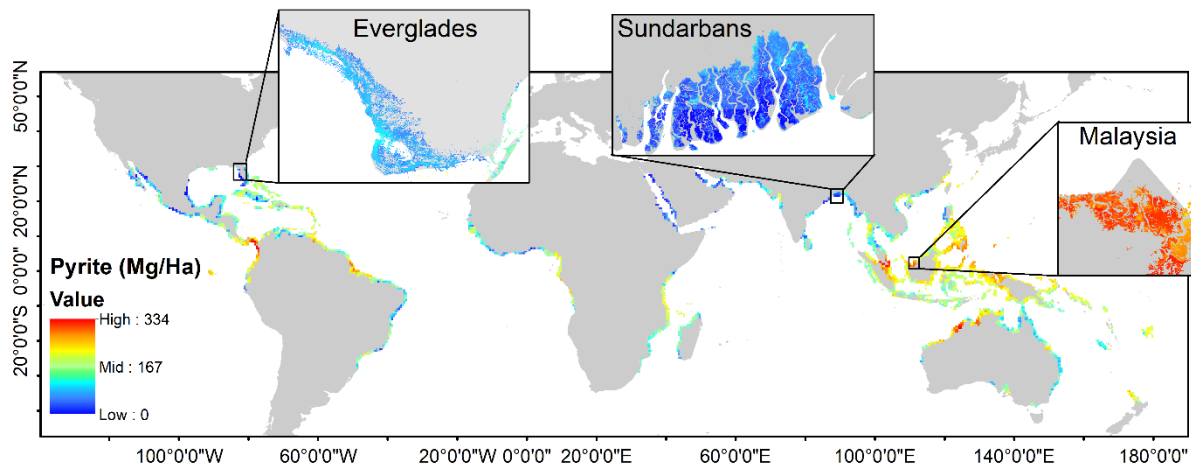 Everglades
Sundarbans
Malaysia
50°0'0"N
20°0'0"N
0°0'0"
20°0'0"S
Pyrite (Mg/Ha)
Value
High : 334
Mid : 167
Low : 0
100°0'0"W
60°0'0"W
20°0'0"W
0°0'0"
20°0'0"E
60°0'0"E
100°0'0"E
140°0'0"E
180°0'0"